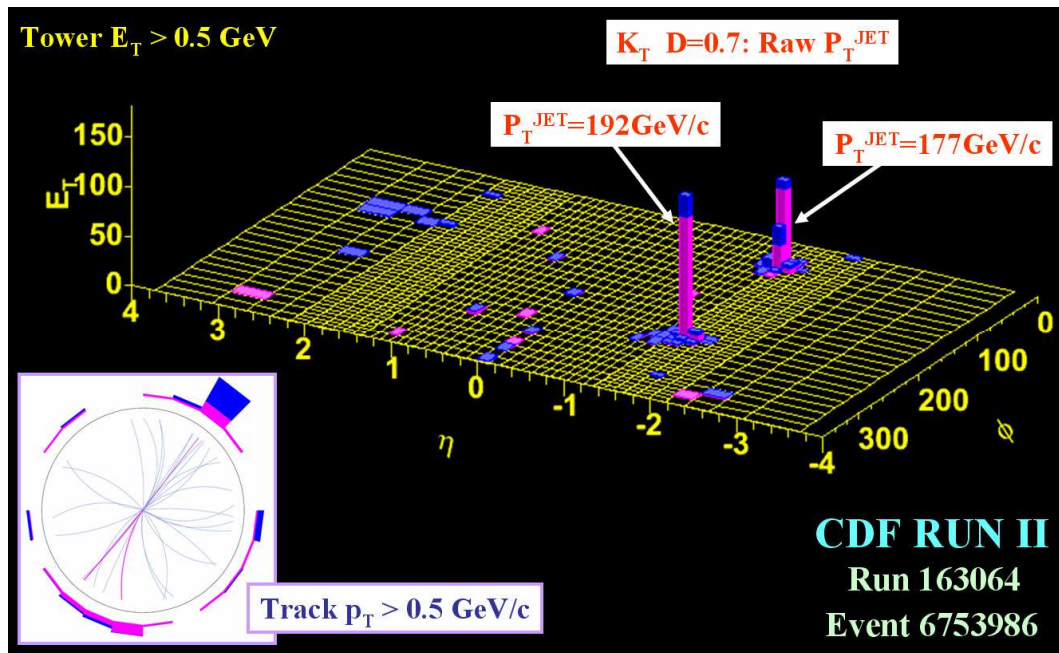 Tower E_T > 0.5 GeV
K_T D=0.7: Raw P_T^JET
P_T^JET=192GeV/c
P_T^JET=177GeV/c
E_T
150
100
50
0
4
3
2
1
0
-1
-2
-3
-4
η
0
100
200
300
ϕ
Track p_T > 0.5 GeV/c
CDF RUN II
Run 163064
Event 6753986